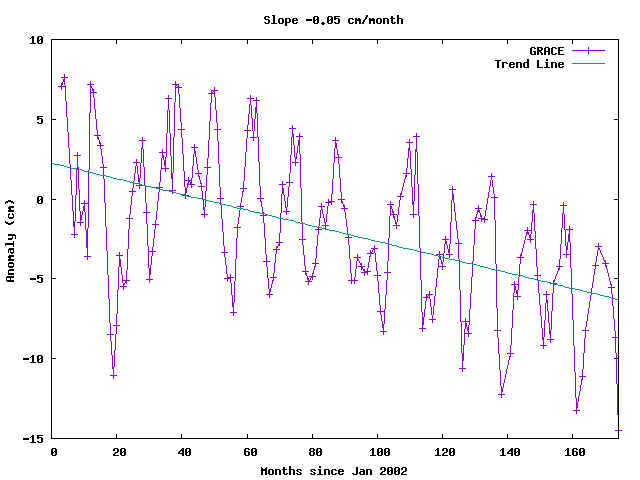 Slope -0.05 cm/month
GRACE
Trend Line
10
5
0
-5
-10
-15
Anomaly (cm)
0 20 40 60 80 100 120 140 160
Months since Jan 2002